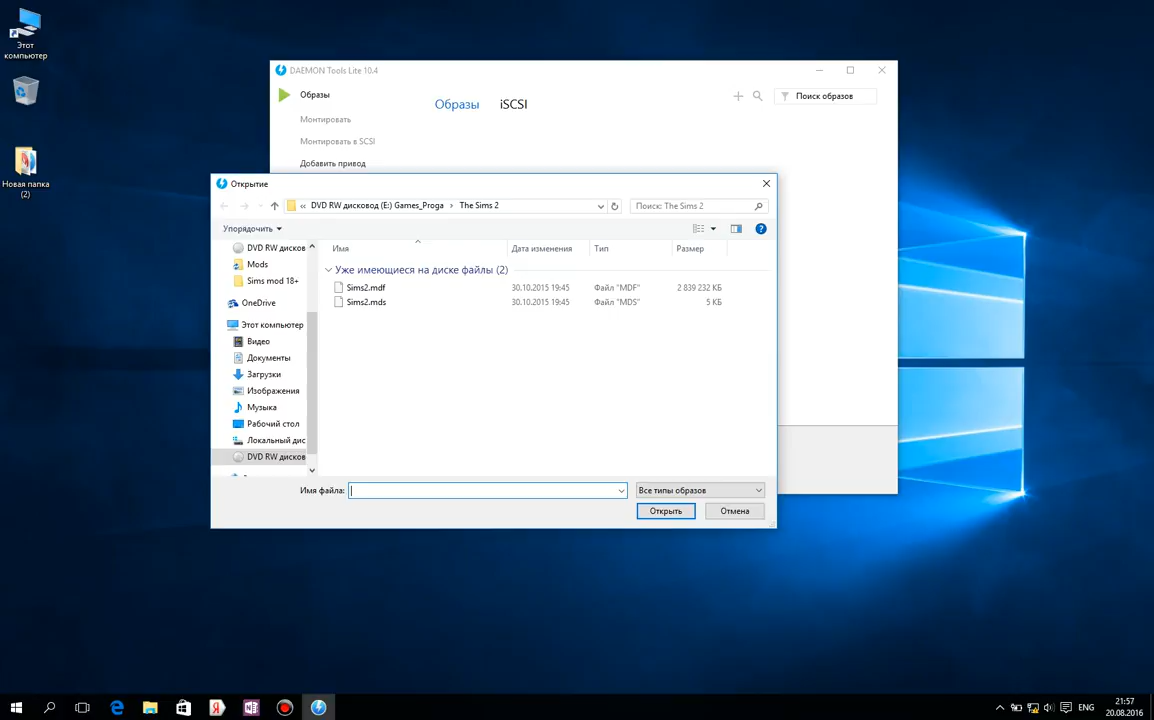 Этот
компьютер
Новая папка
(2)
DAEMON Tools Lite 10.4
Образы
Монтировать
Монтировать в SCSI
Добавить привод
Образы iSCSI
Поиск образов
Открытие
« DVD RW дисковод (E:) Games_Proga › The Sims 2
Поиск: The Sims 2
Упорядочить
DVD RW дисков
Mods
Sims mod 18+
OneDrive
Этот компьютер
Видео
Документы
Загрузки
Изображения
Музыка
Рабочий стол
Локальный дис
DVD RW дисков
Имя Дата изменения Тип Размер
Уже имеющиеся на диске файлы (2)
Sims2.mdf 30.10.2015 19:45 Файл "MDF" 2 839 232 КБ
Sims2.mds 30.10.2015 19:45 Файл "MDS" 5 КБ
Имя файла:
Все типы образов
Открыть Отмена
ENG
21:57
20.08.2016